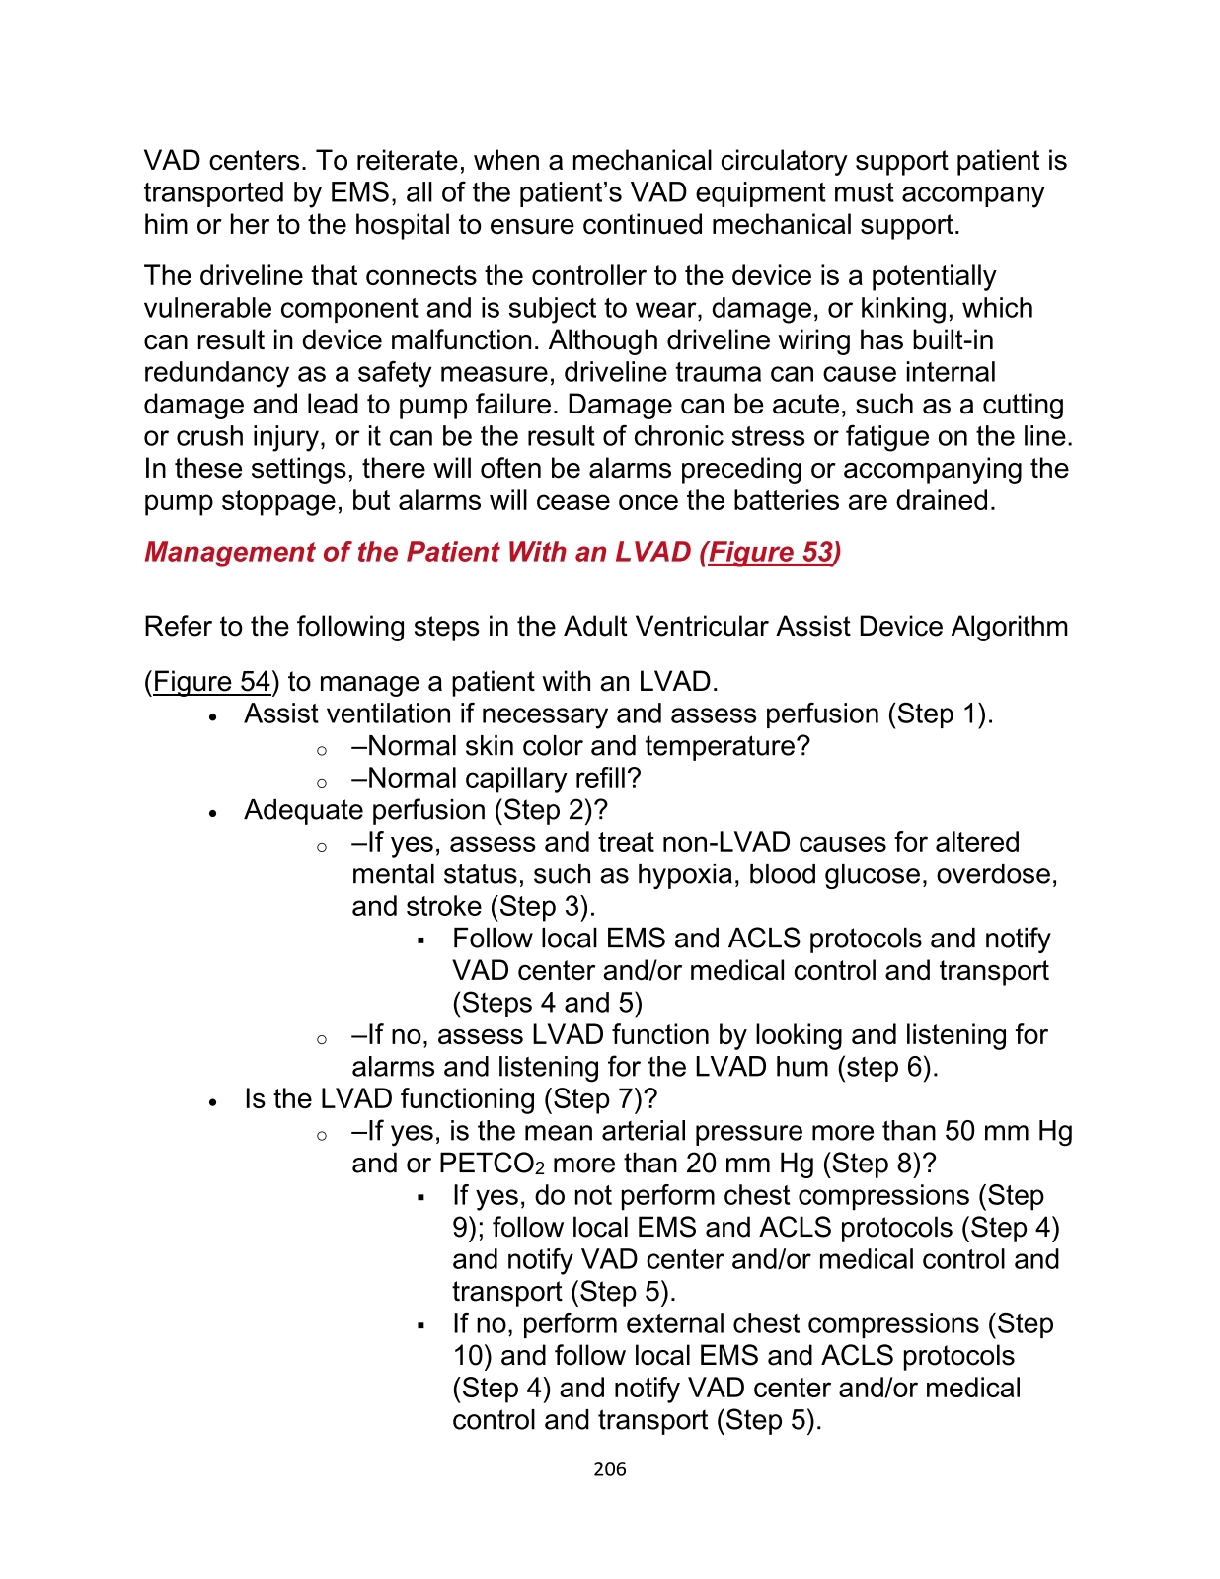 VAD centers. To reiterate, when a mechanical circulatory support patient is
transported by EMS, all of the patient’s VAD equipment must accompany
him or her to the hospital to ensure continued mechanical support.
The driveline that connects the controller to the device is a potentially
vulnerable component and is subject to wear, damage, or kinking, which
can result in device malfunction. Although driveline wiring has built-in
redundancy as a safety measure, driveline trauma can cause internal
damage and lead to pump failure. Damage can be acute, such as a cutting
or crush injury, or it can be the result of chronic stress or fatigue on the line.
In these settings, there will often be alarms preceding or accompanying the
pump stoppage, but alarms will cease once the batteries are drained.
Management of the Patient With an LVAD (Figure 53)
Refer to the following steps in the Adult Ventricular Assist Device Algorithm
(Figure 54) to manage a patient with an LVAD.
• Assist ventilation if necessary and assess perfusion (Step 1).
o –Normal skin color and temperature?
o –Normal capillary refill?
• Adequate perfusion (Step 2)?
o –If yes, assess and treat non-LVAD causes for altered
mental status, such as hypoxia, blood glucose, overdose,
and stroke (Step 3).
▪ Follow local EMS and ACLS protocols and notify
VAD center and/or medical control and transport
(Steps 4 and 5)
o –If no, assess LVAD function by looking and listening for
alarms and listening for the LVAD hum (step 6).
• Is the LVAD functioning (Step 7)?
o –If yes, is the mean arterial pressure more than 50 mm Hg
and or PETCO₂ more than 20 mm Hg (Step 8)?
▪ If yes, do not perform chest compressions (Step
9); follow local EMS and ACLS protocols (Step 4)
and notify VAD center and/or medical control and
transport (Step 5).
▪ If no, perform external chest compressions (Step
10) and follow local EMS and ACLS protocols
(Step 4) and notify VAD center and/or medical
control and transport (Step 5).
206